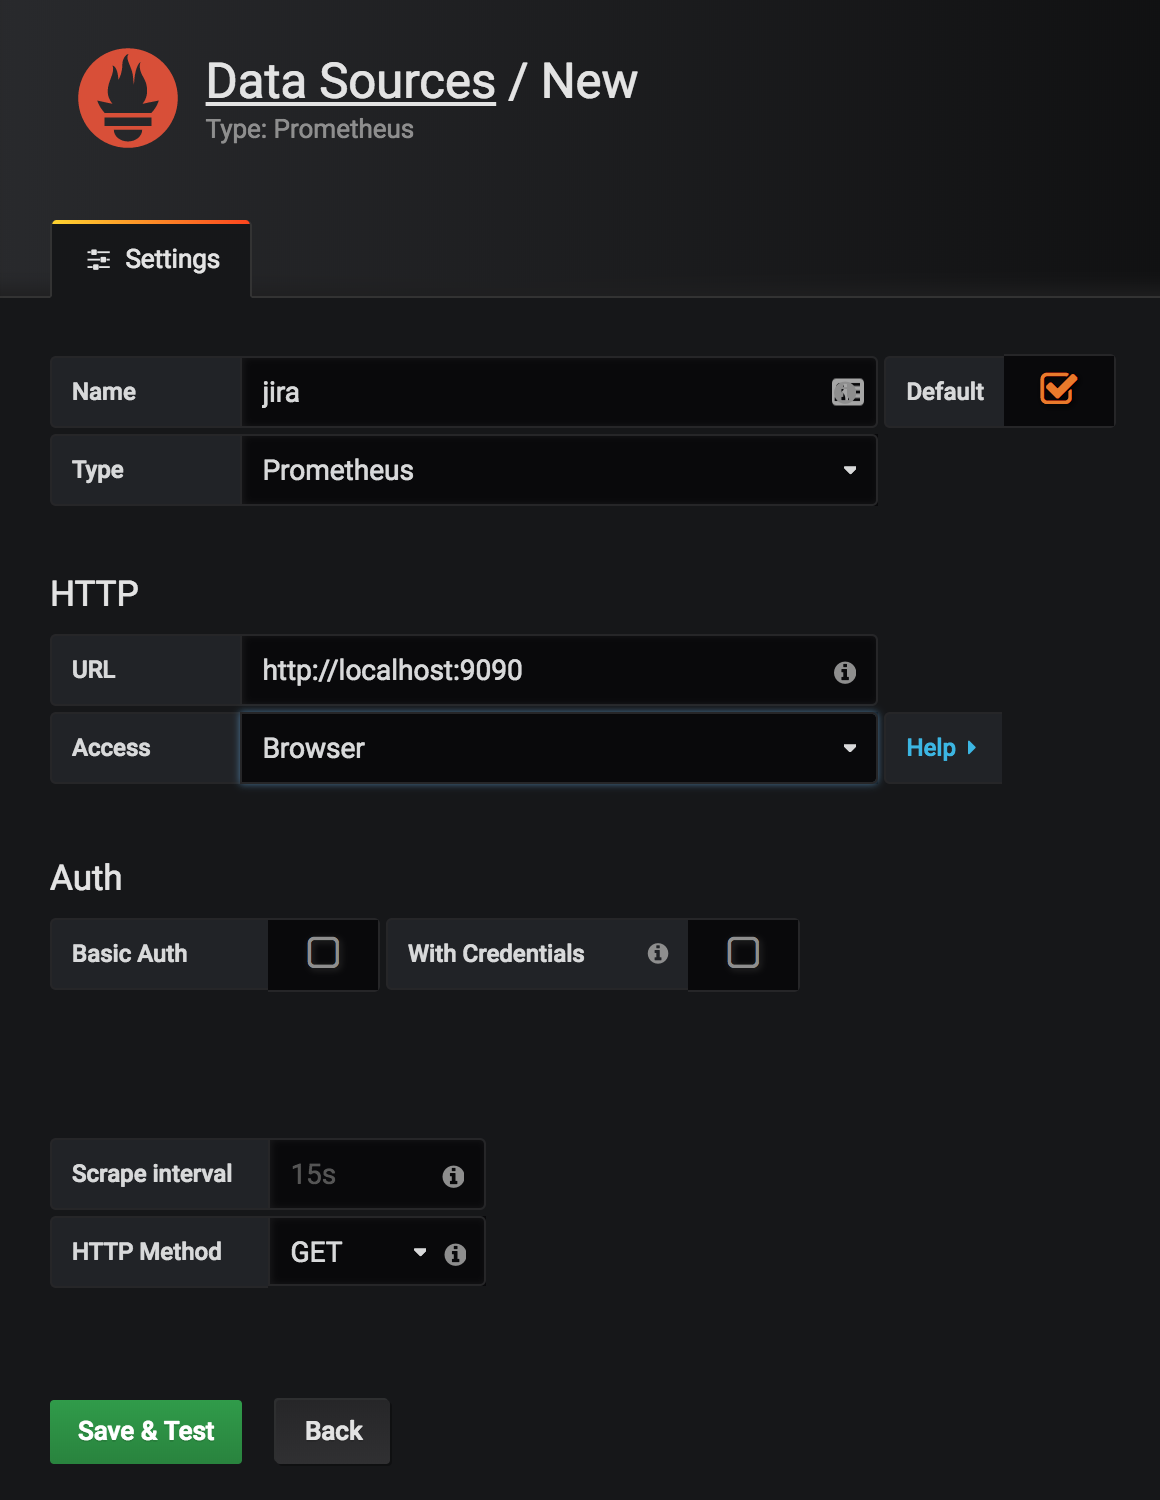 Data Sources / New
Type: Prometheus
Settings
Name jira Default
Type Prometheus
HTTP
URL http://localhost:9090
Access Browser Help
Auth
Basic Auth With Credentials
Scrape interval 15s
HTTP Method GET
Save & Test Back